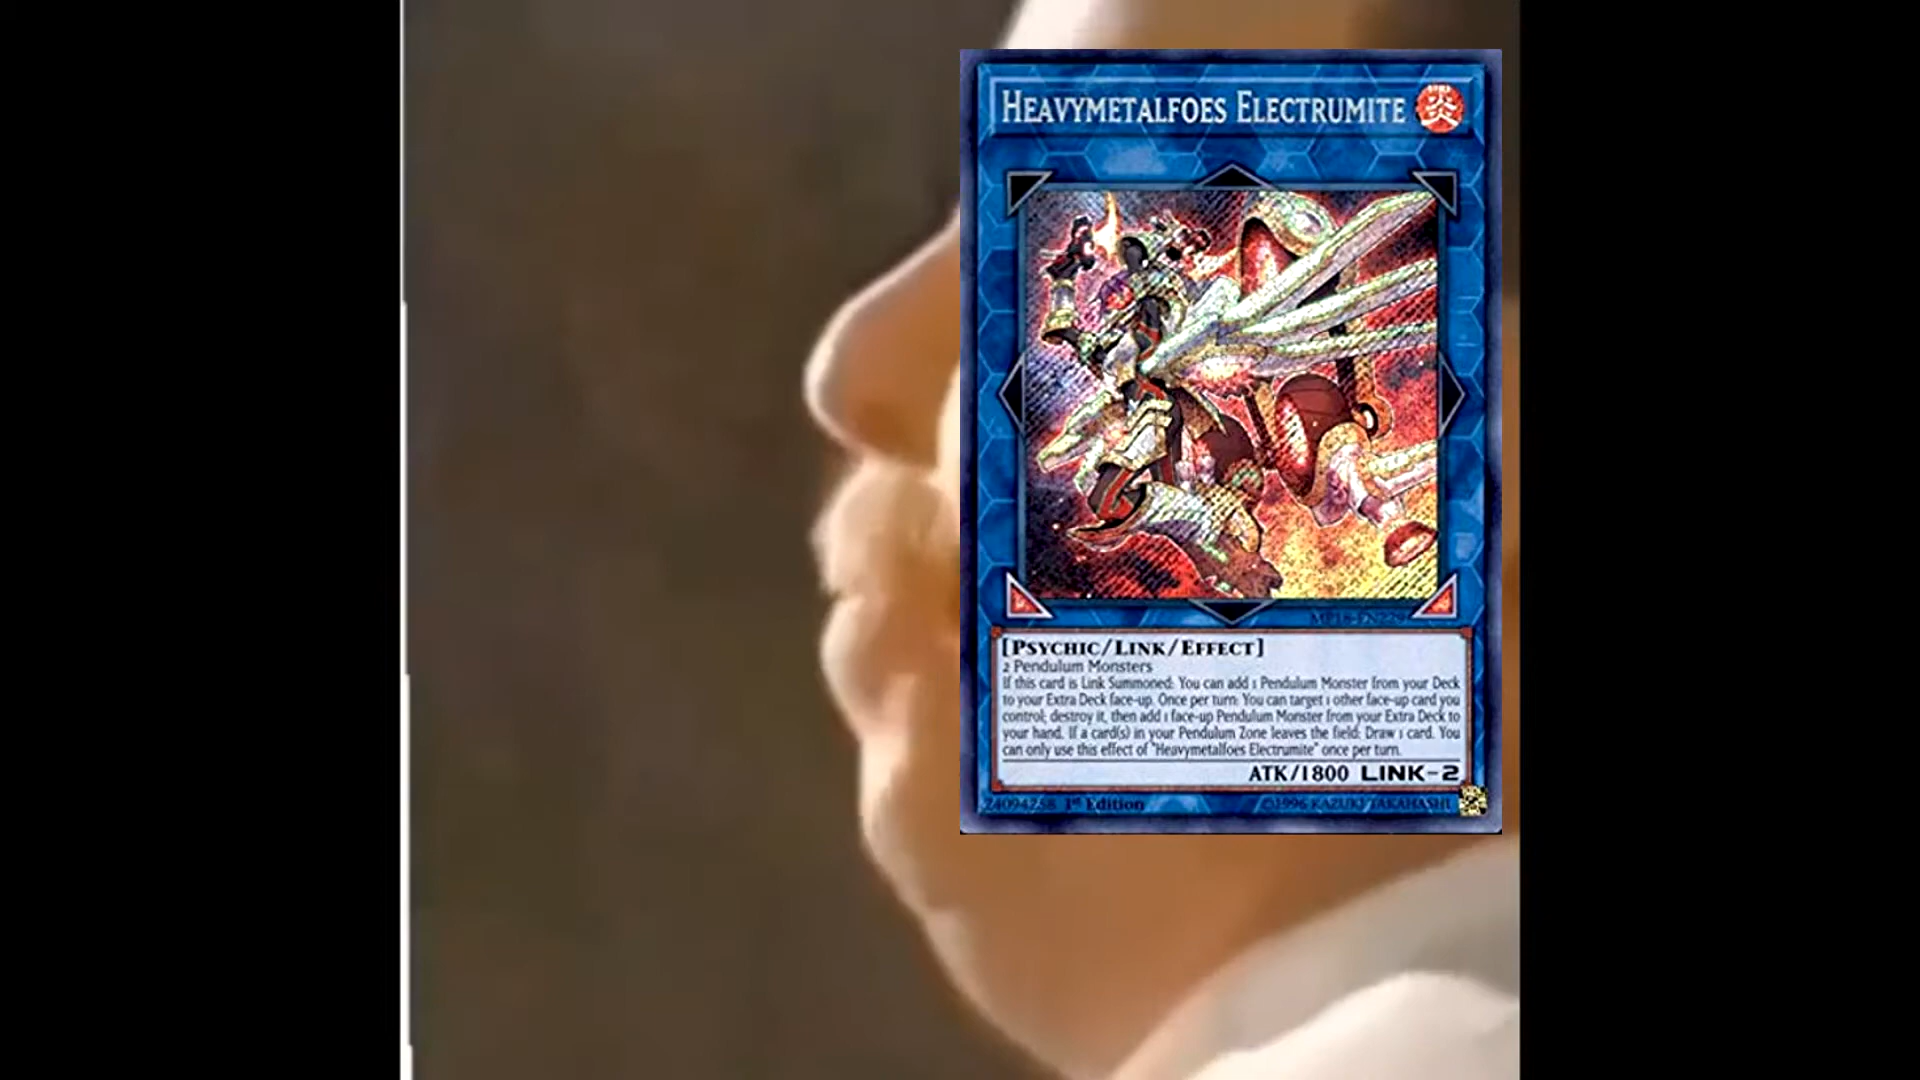 HEAVYMETALFOES ELECTRUMITE 炎
MP18-EN229
[PSYCHIC/LINK/EFFECT]
2 Pendulum Monsters
If this card is Link Summoned: You can add 1 Pendulum Monster from your Deck
to your Extra Deck face-up. Once per turn: You can target 1 other face-up card you
control; destroy it, then add 1 face-up Pendulum Monster from your Extra Deck to
your hand. If a card(s) in your Pendulum Zone leaves the field: Draw 1 card. You
can only use this effect of "Heavymetalfoes Electrumite" once per turn.
ATK/1800 LINK-2
24094258 1st Edition ©1996 KAZUKI TAKAHASHI